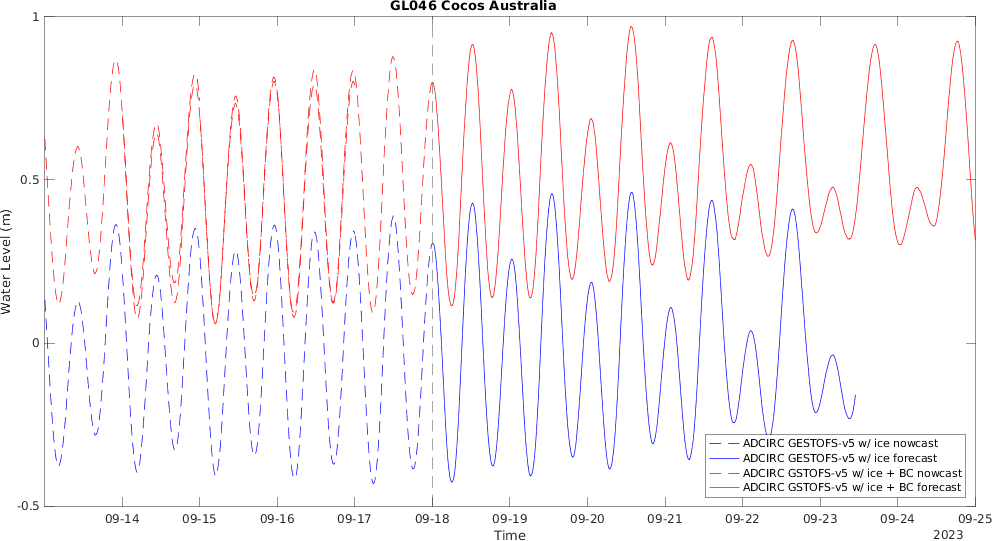 GL046 Cocos Australia
1
0.5
0
-0.5
Water Level (m)
09-14 09-15 09-16 09-17 09-18 09-19 09-20 09-21 09-22 09-23 09-24 09-25
Time
2023
ADCIRC GESTOFS-v5 w/ ice nowcast
ADCIRC GESTOFS-v5 w/ ice forecast
ADCIRC GSTOFS-v5 w/ ice + BC nowcast
ADCIRC GSTOFS-v5 w/ ice + BC forecast